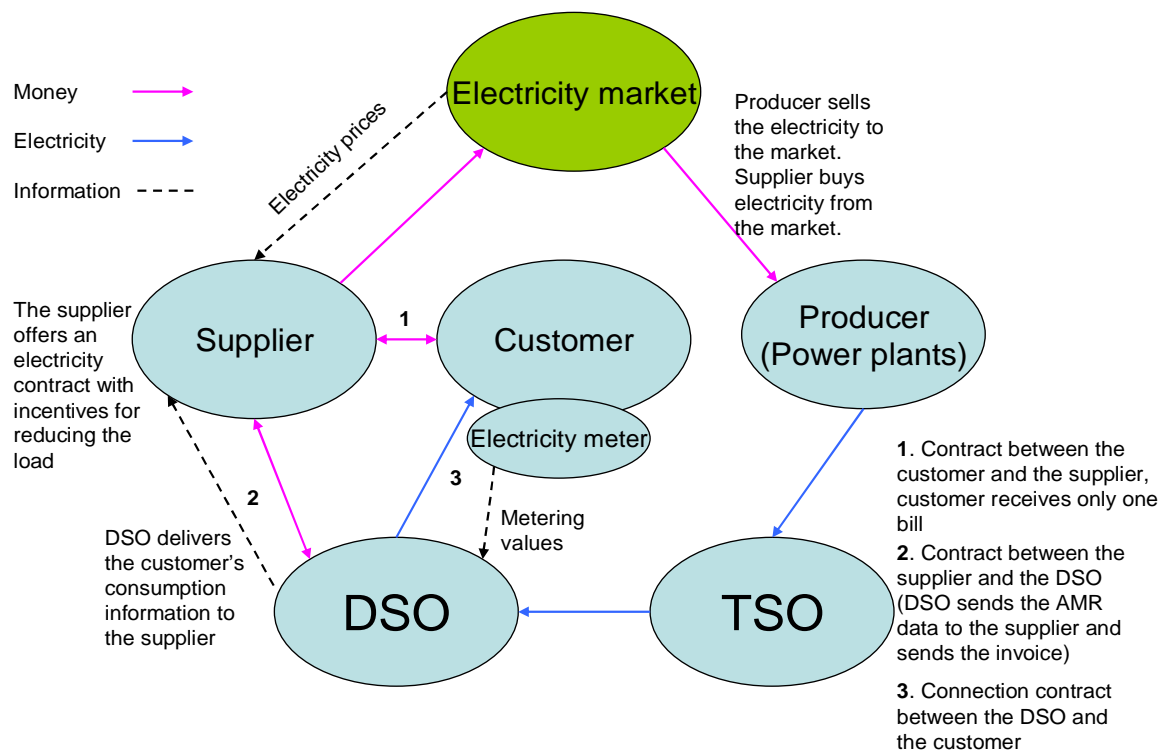 Electricity market
Money
Electricity
Information
Electricity prices
Producer sells
the electricity to
the market.
Supplier buys
electricity from
the market.
The supplier
offers an
electricity
contract with
incentives for
reducing the
load
Supplier
1
Customer
Producer
(Power plants)
Electricity meter
2
3
Metering
values
DSO delivers
the customer’s
consumption
information to
the supplier
DSO
TSO
1. Contract between the
customer and the supplier,
customer receives only one
bill
2. Contract between the
supplier and the DSO
(DSO sends the AMR
data to the supplier and
sends the invoice)
3. Connection contract
between the DSO and
the customer